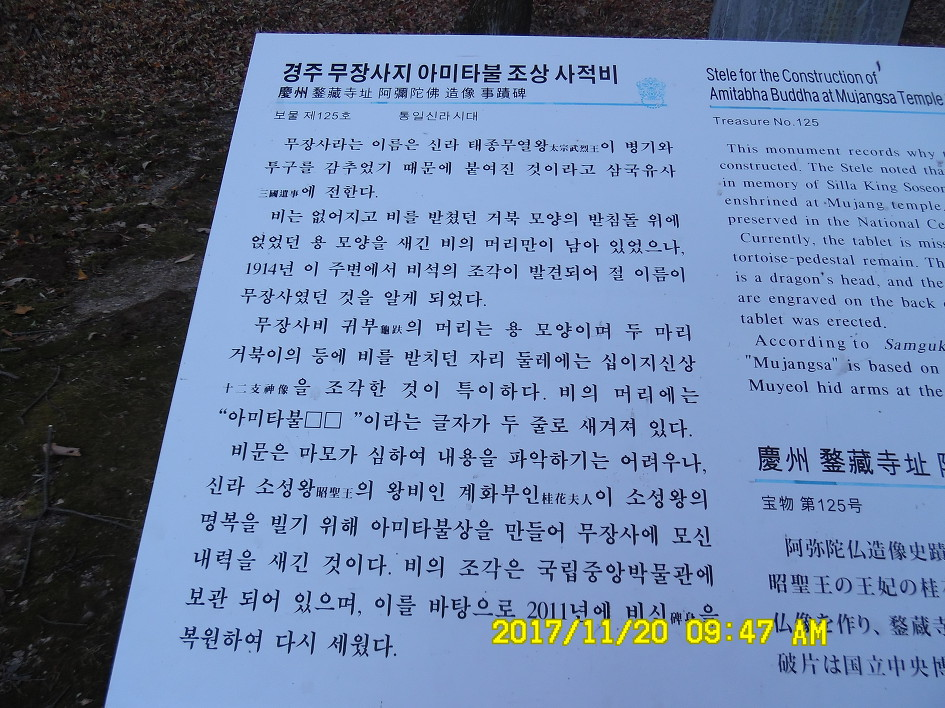 경주 무장사지 아미타불 조상 사적비
慶州 鍪藏寺址 阿彌陀佛 造像 事蹟碑
보물 제125호 통일신라시대
무장사라는 이름은 신라 태종무열왕太宗武烈王이 병기와
투구를 감추었기 때문에 붙여진 것이라고 삼국유사
三國遺事에 전한다.
비는 없어지고 비를 받쳤던 거북 모양의 받침돌 위에
얹었던 용 모양을 새긴 비의 머리만이 남아 있었으나,
1914년 이 주변에서 비석의 조각이 발견되어 절 이름이
무장사였던 것을 알게 되었다.
무장사비 귀부龜趺의 머리는 용 모양이며 두 마리
거북이의 등에 비를 받치던 자리 둘레에는 십이지신상
十二支神像을 조각한 것이 특이하다. 비의 머리에는
“아미타불□□ ”이라는 글자가 두 줄로 새겨져 있다.
비문은 마모가 심하여 내용을 파악하기는 어려우나,
신라 소성왕昭聖王의 왕비인 계화부인桂花夫人이 소성왕의
명복을 빌기 위해 아미타불상을 만들어 무장사에 모신
내력을 새긴 것이다. 비의 조각은 국립중앙박물관에
보관 되어 있으며, 이를 바탕으로 2011년에 비신碑身을
복원하여 다시 세웠다.
Stele for the Construction of
Amitabha Buddha at Mujangsa Temple
Treasure No.125
This monument records why
constructed. The Stele noted tha
in memory of Silla King Soseon
enshrined at Mujang temple,
preserved in the National Ce
Currently, the tablet is miss
tortoise-pedestal remain. Th
is a dragon's head, and the
are engraved on the back
tablet was erected.
According to Samguk
"Mujangsa" is based on
Muyeol hid arms at the
慶州 鍪藏寺址
宝物 第125号
阿弥陀仏造像史蹟
昭聖王の王妃の桂
仏像を作り、鍪蔵寺
破片は国立中央博
2017/11/20 09:47 AM